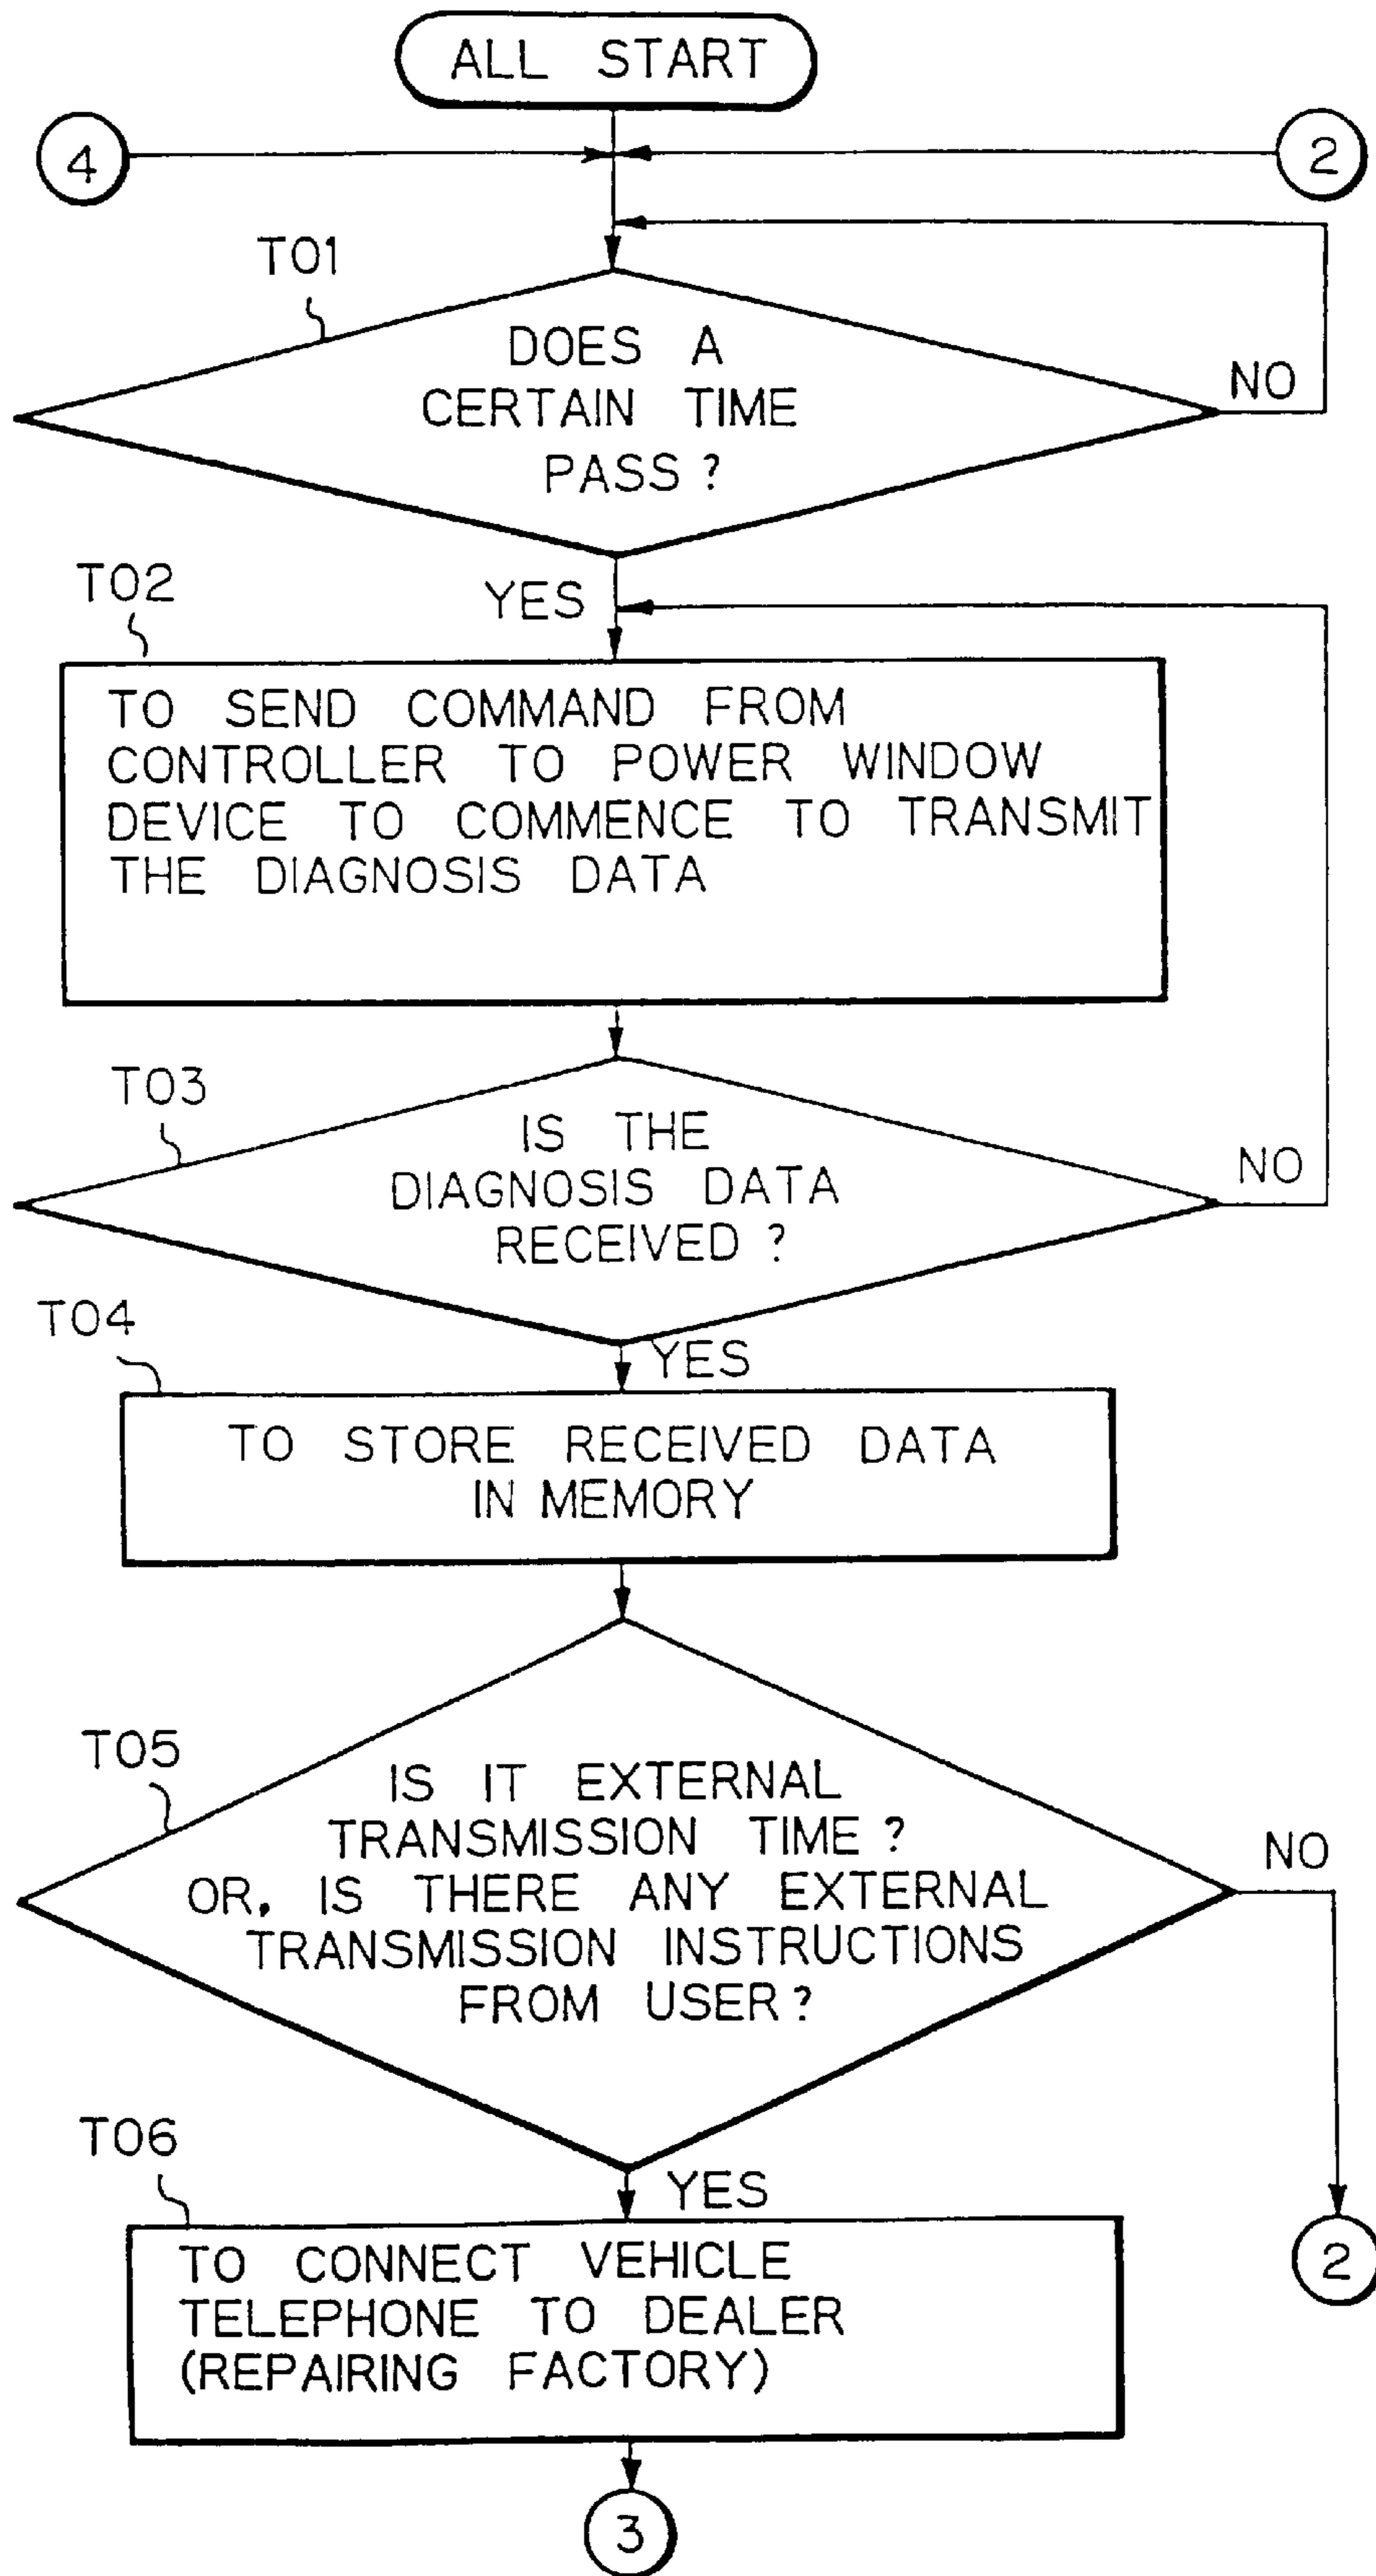 ALL START
4
2
T01
DOES A
CERTAIN TIME
PASS ?
NO
T02
YES
TO SEND COMMAND FROM
CONTROLLER TO POWER WINDOW
DEVICE TO COMMENCE TO TRANSMIT
THE DIAGNOSIS DATA
T03
IS THE
DIAGNOSIS DATA
RECEIVED ?
NO
T04
YES
TO STORE RECEIVED DATA
IN MEMORY
T05
IS IT EXTERNAL
TRANSMISSION TIME ?
OR, IS THERE ANY EXTERNAL
TRANSMISSION INSTRUCTIONS
FROM USER ?
NO
T06
YES
TO CONNECT VEHICLE
TELEPHONE TO DEALER
(REPAIRING FACTORY)
2
3